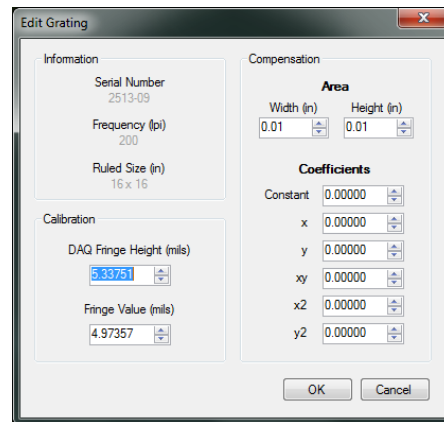 Edit Grating
Information
Serial Number
2513-09
Frequency (lpi)
200
Ruled Size (in)
16 x 16
Calibration
DAQ Fringe Height (mils)
5.33751
Fringe Value (mils)
4.97357
Compensation
Area
Width (in) Height (in)
0.01 0.01
Coefficients
Constant 0.00000
x 0.00000
y 0.00000
xy 0.00000
x2 0.00000
y2 0.00000
OK Cancel